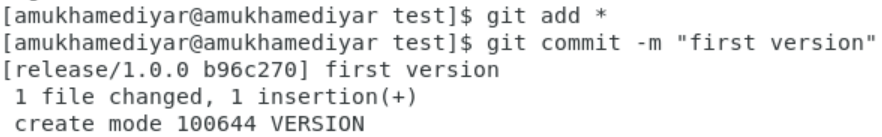 [amukhamediyar@amukhamediyar test]$ git add *
[amukhamediyar@amukhamediyar test]$ git commit -m "first version"
[release/1.0.0 b96c270] first version
 1 file changed, 1 insertion(+)
 create mode 100644 VERSION